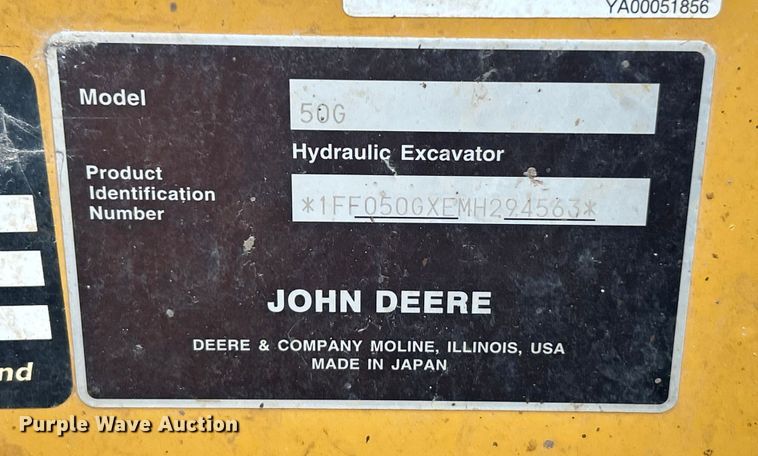 YA00051856
Model
50G
Hydraulic Excavator
Product
Identification
Number
*1FF050GXEMH294563*
JOHN DEERE
DEERE & COMPANY MOLINE, ILLINOIS, USA
MADE IN JAPAN
nd
Purple Wave Auction